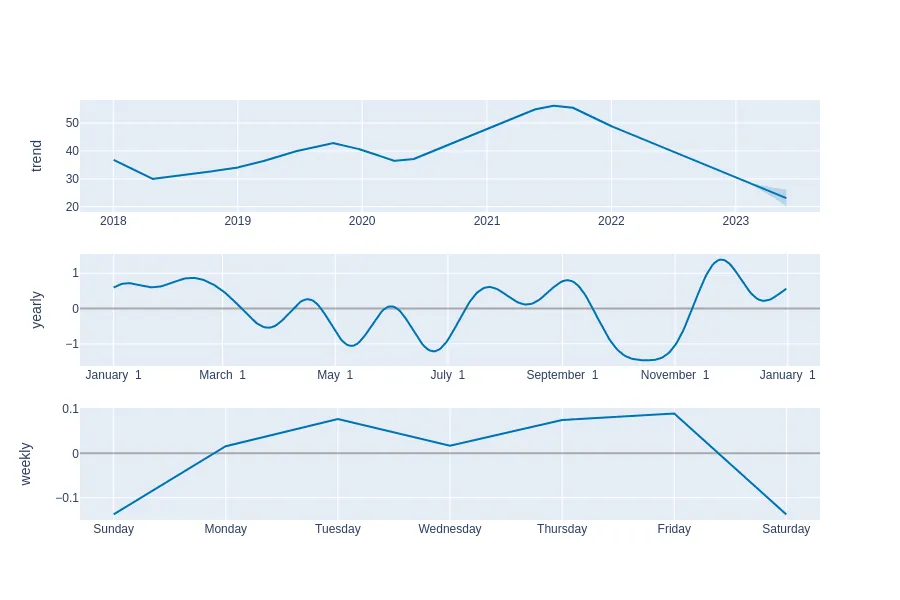 trend
50
40
30
20
2018 2019 2020 2021 2022 2023
yearly
1
0
−1
January 1 March 1 May 1 July 1 September 1 November 1 January 1
weekly
0.1
0
−0.1
Sunday Monday Tuesday Wednesday Thursday Friday Saturday